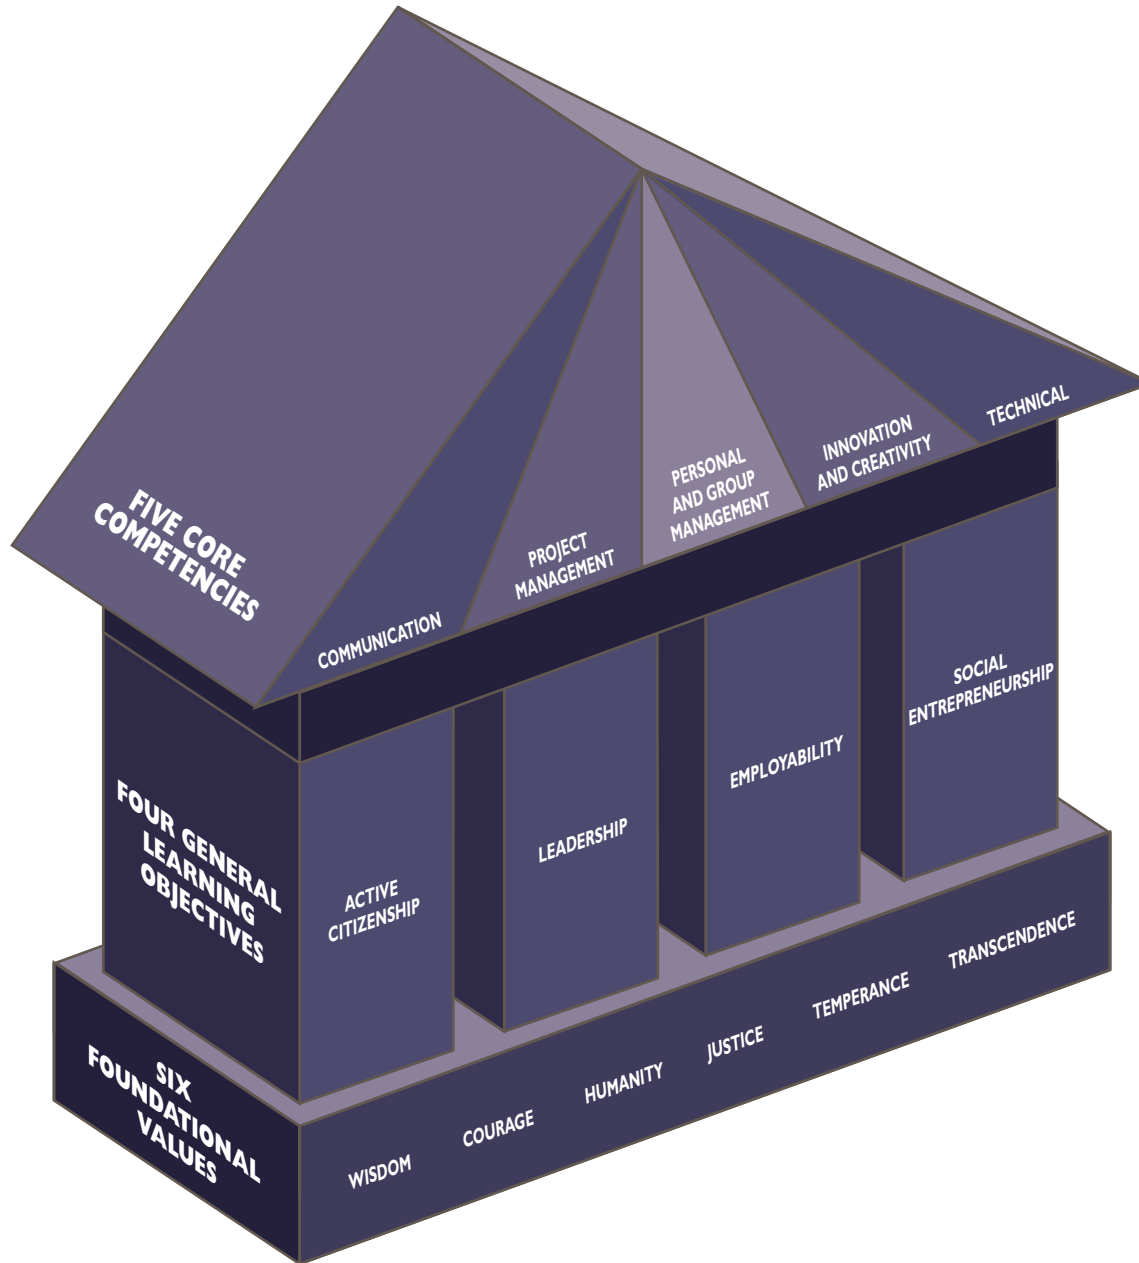 FIVE CORE
COMPETENCIES
COMMUNICATION
PROJECT
MANAGEMENT
PERSONAL
AND GROUP
MANAGEMENT
INNOVATION
AND CREATIVITY
TECHNICAL
FOUR GENERAL
LEARNING
OBJECTIVES
ACTIVE
CITIZENSHIP
LEADERSHIP
EMPLOYABILITY
SOCIAL
ENTREPRENEURSHIP
SIX
FOUNDATIONAL
VALUES
WISDOM
COURAGE
HUMANITY
JUSTICE
TEMPERANCE
TRANSCENDENCE